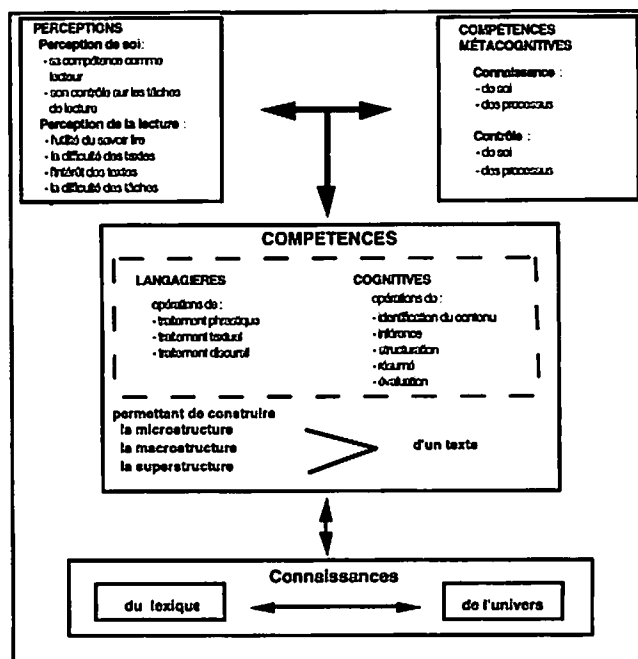 PERCEPTIONS
Perception de soi:
- sa compétence comme
lecteur
- son contrôle sur les tâches
de lecture
Perception de la lecture :
- l'utilité du savoir lire
- la difficulté des textes
- l'intérêt des textes
- la difficulté des tâches
COMPÉTENCES
MÉTACOGNITIVES
Connaissance :
- de soi
- des processus
Contrôle :
- de soi
- des processus
COMPÉTENCES
LANGAGIERES
opérations de :
- traitement phrastique
- traitement textuel
- traitement discursif
COGNITIVES
opérations de :
- identification du contenu
- inférence
- structuration
- résumé
- évaluation
permettant de construire
la microstructure
la macrostructure
la superstructure
d'un texte
Connaissances
du lexique
de l'univers